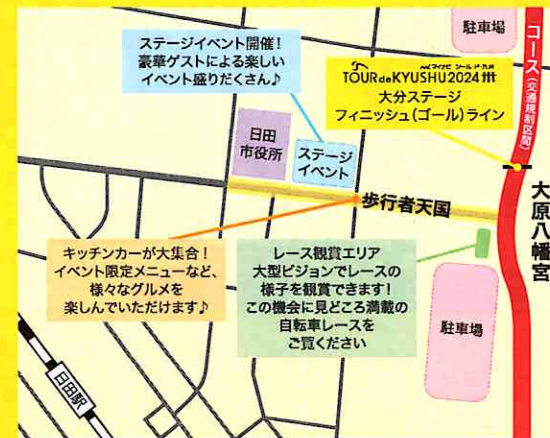 駐車場
コース(交通規制区間)
ステージイベント開催!
豪華ゲストによる楽しい
イベント盛りだくさん♪
TOURdeKYUSHU2024
大分ステージ
フィニッシュ(ゴール)ライン
日田
市役所
ステージ
イベント
歩行者天国
大原八幡宮
キッチンカーが大集合!
イベント限定メニューなど、
様々なグルメを
楽しんでいただけます♪
レース観賞エリア
大型ビジョンでレースの
様子を観賞できます!
この機会に見どころ満載の
自転車レースを
ご覧ください
駐車場
日田駅